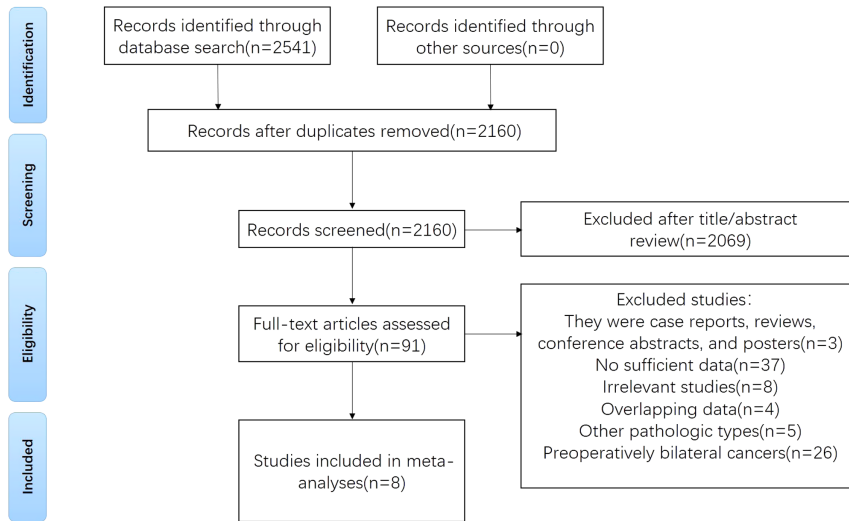 Identification
Records identified through
database search(n=2541)
Records identified through
other sources(n=0)
Records after duplicates removed(n=2160)
Screening
Records screened(n=2160)
Excluded after title/abstract
review(n=2069)
Eligibility
Full-text articles assessed
for eligibility(n=91)
Excluded studies:
They were case reports, reviews,
conference abstracts, and posters(n=3)
No sufficient data(n=37)
Irrelevant studies(n=8)
Overlapping data(n=4)
Other pathologic types(n=5)
Preoperatively bilateral cancers(n=26)
Included
Studies included in meta-
analyses(n=8)